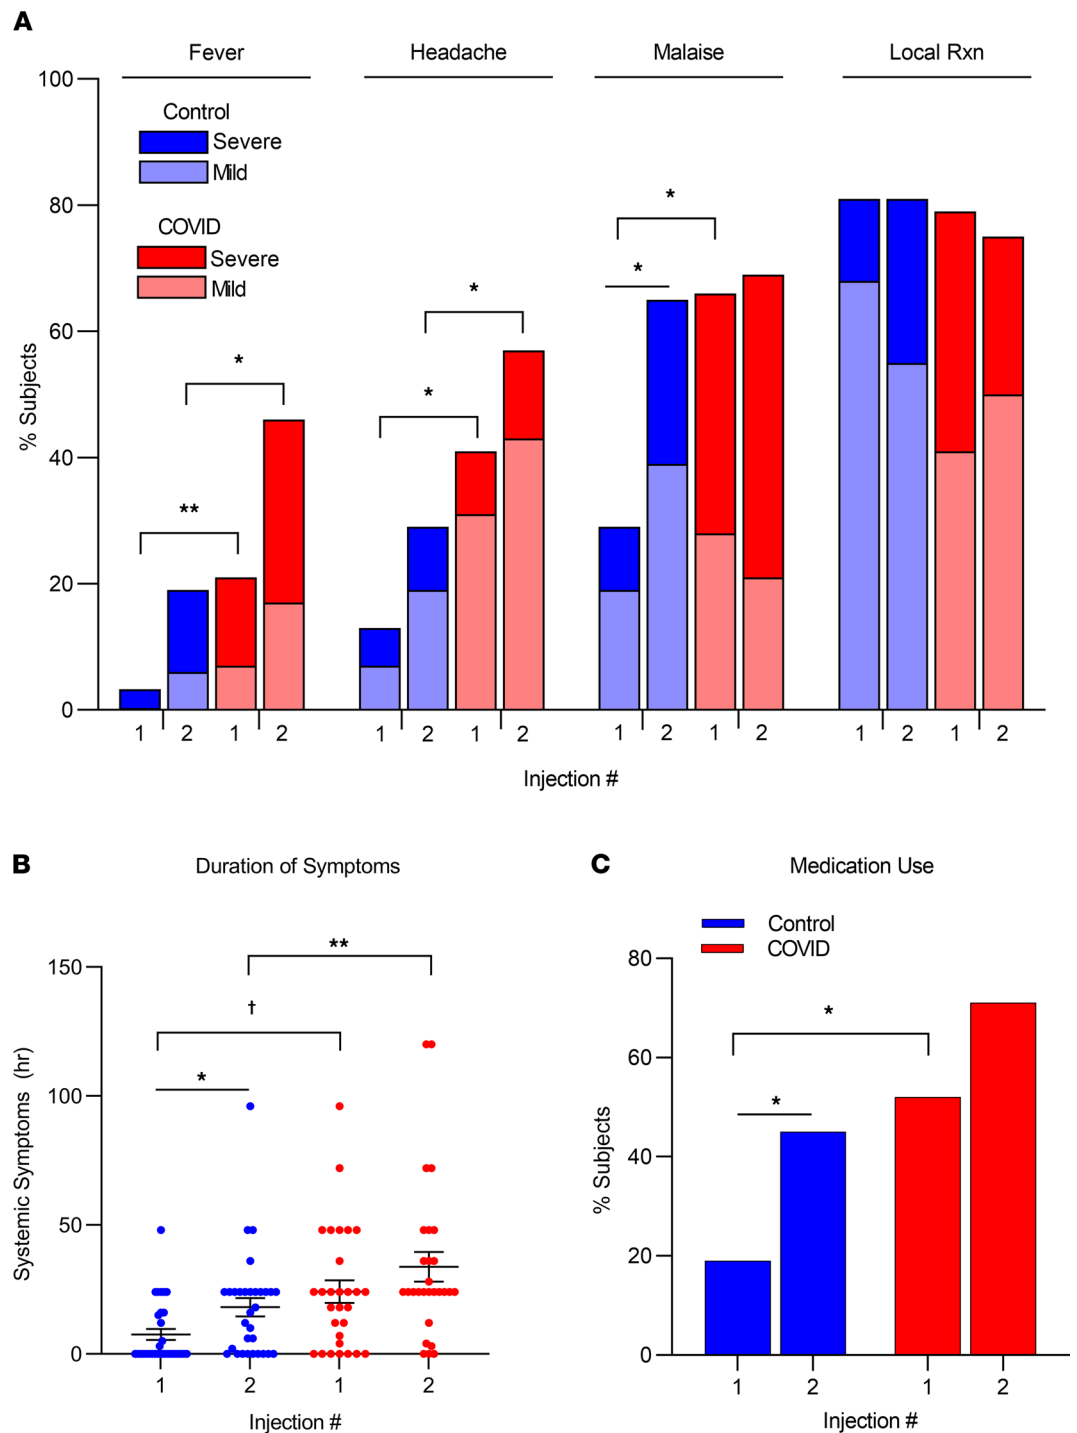 A
Fever Headache Malaise Local Rxn
100
80
60
40
20
0
% Subjects
Control
Severe
Mild
COVID
Severe
Mild
** * * * * *
1 2 1 2 1 2 1 2 1 2 1 2 1 2 1 2
Injection #
B
Duration of Symptoms
150
100
50
0
Systemic Symptoms (hr)
**
†
*
1 2 1 2
Injection #
C
Medication Use
Control
COVID
80
60
40
20
0
% Subjects
*
*
1 2 1 2
Injection #